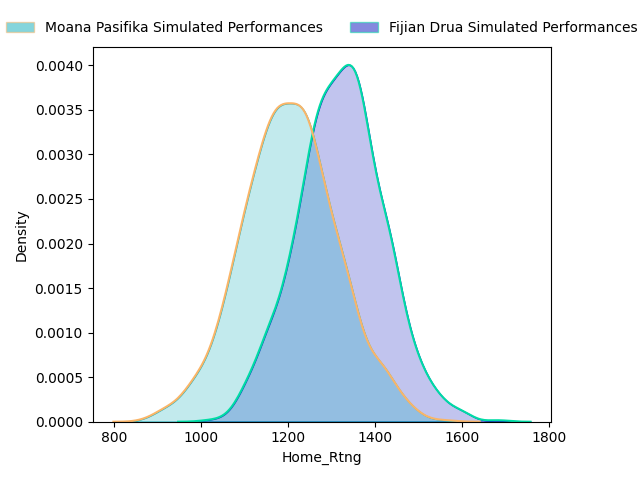 Moana Pasifika Simulated Performances Fijian Drua Simulated Performances
0.0040
0.0035
0.0030
0.0025
0.0020
0.0015
0.0010
0.0005
0.0000
Density
800 1000 1200 1400 1600 1800
Home_Rtng